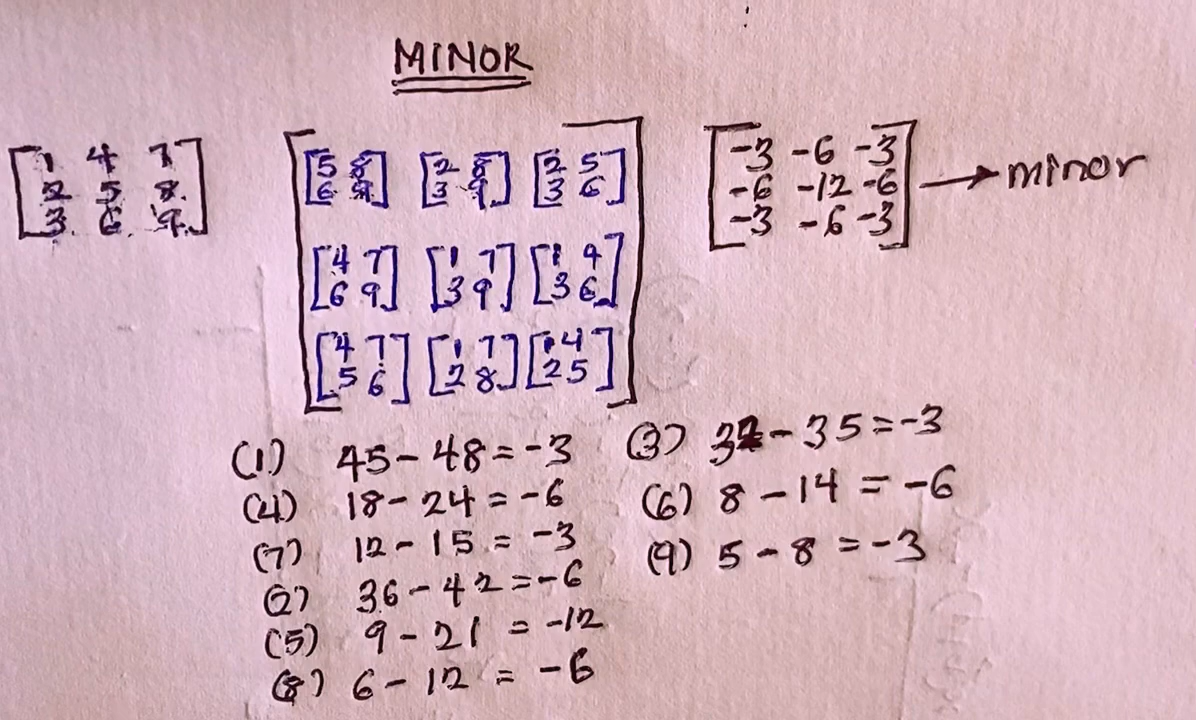 MINOR
[1 4 7] [[5 8] [2 8] [2 5] [-3 -6 -3]
[2 5 8] [6 9] [3 9] [3 6] [-6 -12 -6] → minor
[3 6 9] [4 7] [1 7] [1 4] [-3 -6 -3]
[6 9] [3 9] [3 6]
[4 7] [1 7] [1 4]
[5 6] [2 8] [2 5]]
(1) 45 - 48 = -3 (3) 32 - 35 = -3
(4) 18 - 24 = -6 (6) 8 - 14 = -6
(7) 12 - 15 = -3 (9) 5 - 8 = -3
(2) 36 - 42 = -6
(5) 9 - 21 = -12
(8) 6 - 12 = -6